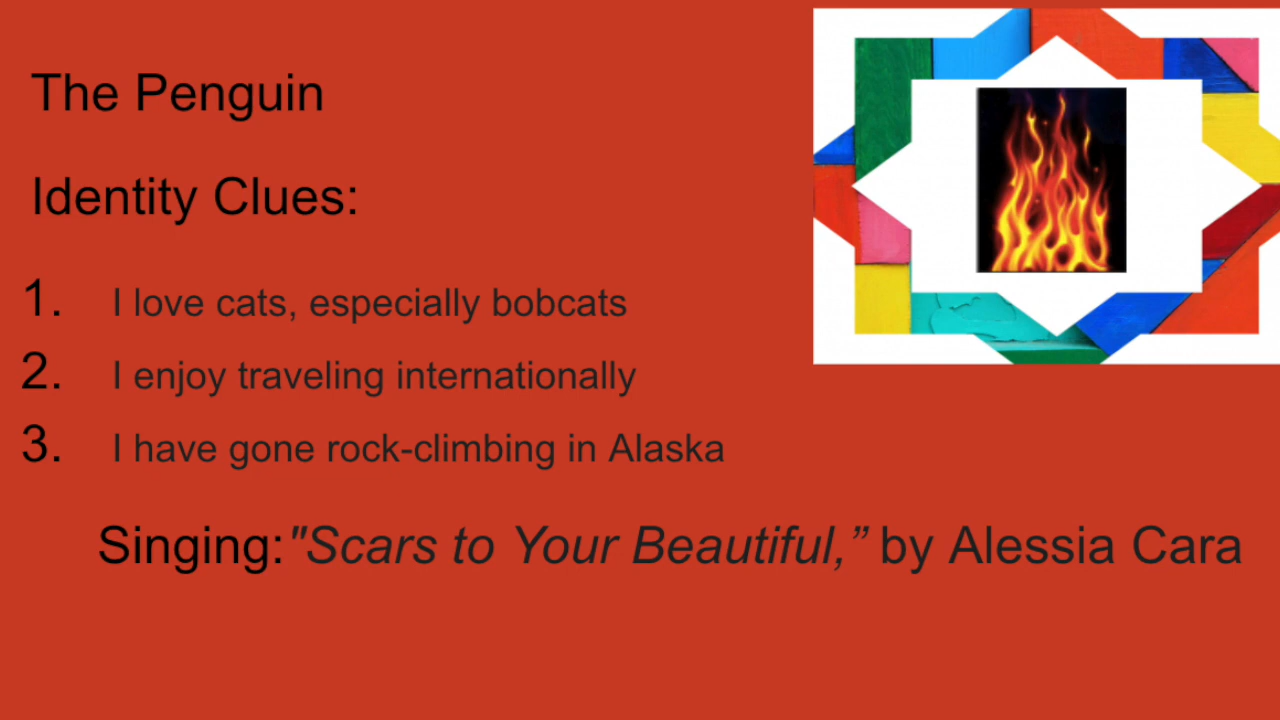 The Penguin
Identity Clues:
1. I love cats, especially bobcats
2. I enjoy traveling internationally
3. I have gone rock-climbing in Alaska
Singing: "Scars to Your Beautiful,” by Alessia Cara